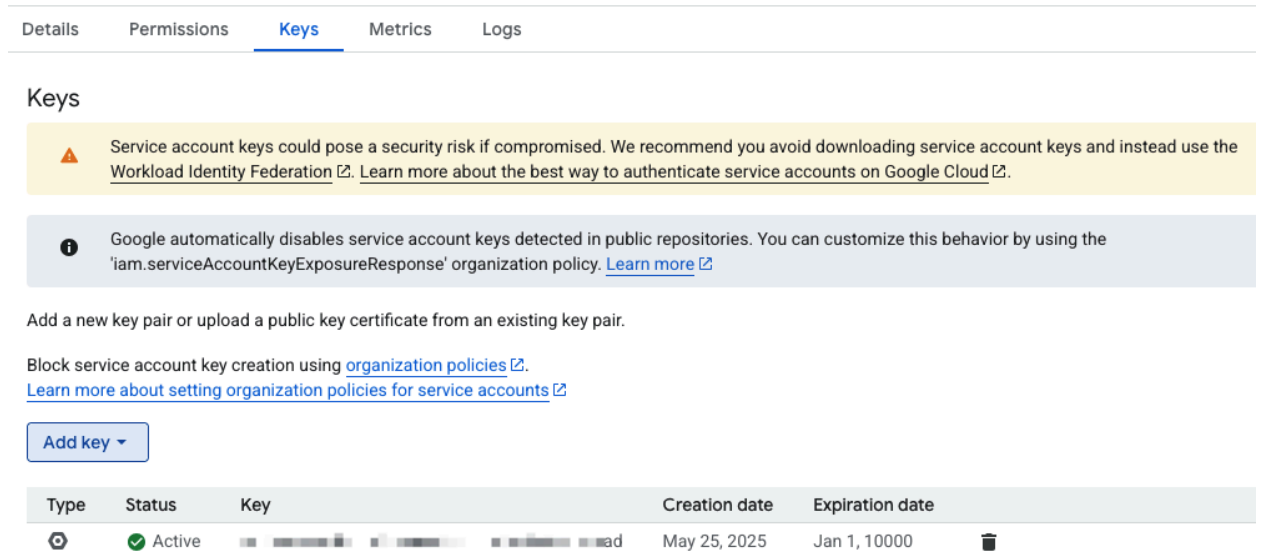 Details Permissions Keys Metrics Logs
Keys
Service account keys could pose a security risk if compromised. We recommend you avoid downloading service account keys and instead use the
Workload Identity Federation. Learn more about the best way to authenticate service accounts on Google Cloud.
Google automatically disables service account keys detected in public repositories. You can customize this behavior by using the
'iam.serviceAccountKeyExposureResponse' organization policy. Learn more
Add a new key pair or upload a public key certificate from an existing key pair.
Block service account key creation using organization policies.
Learn more about setting organization policies for service accounts
Add key
Type Status Key Creation date Expiration date
Active May 25, 2025 Jan 1, 10000